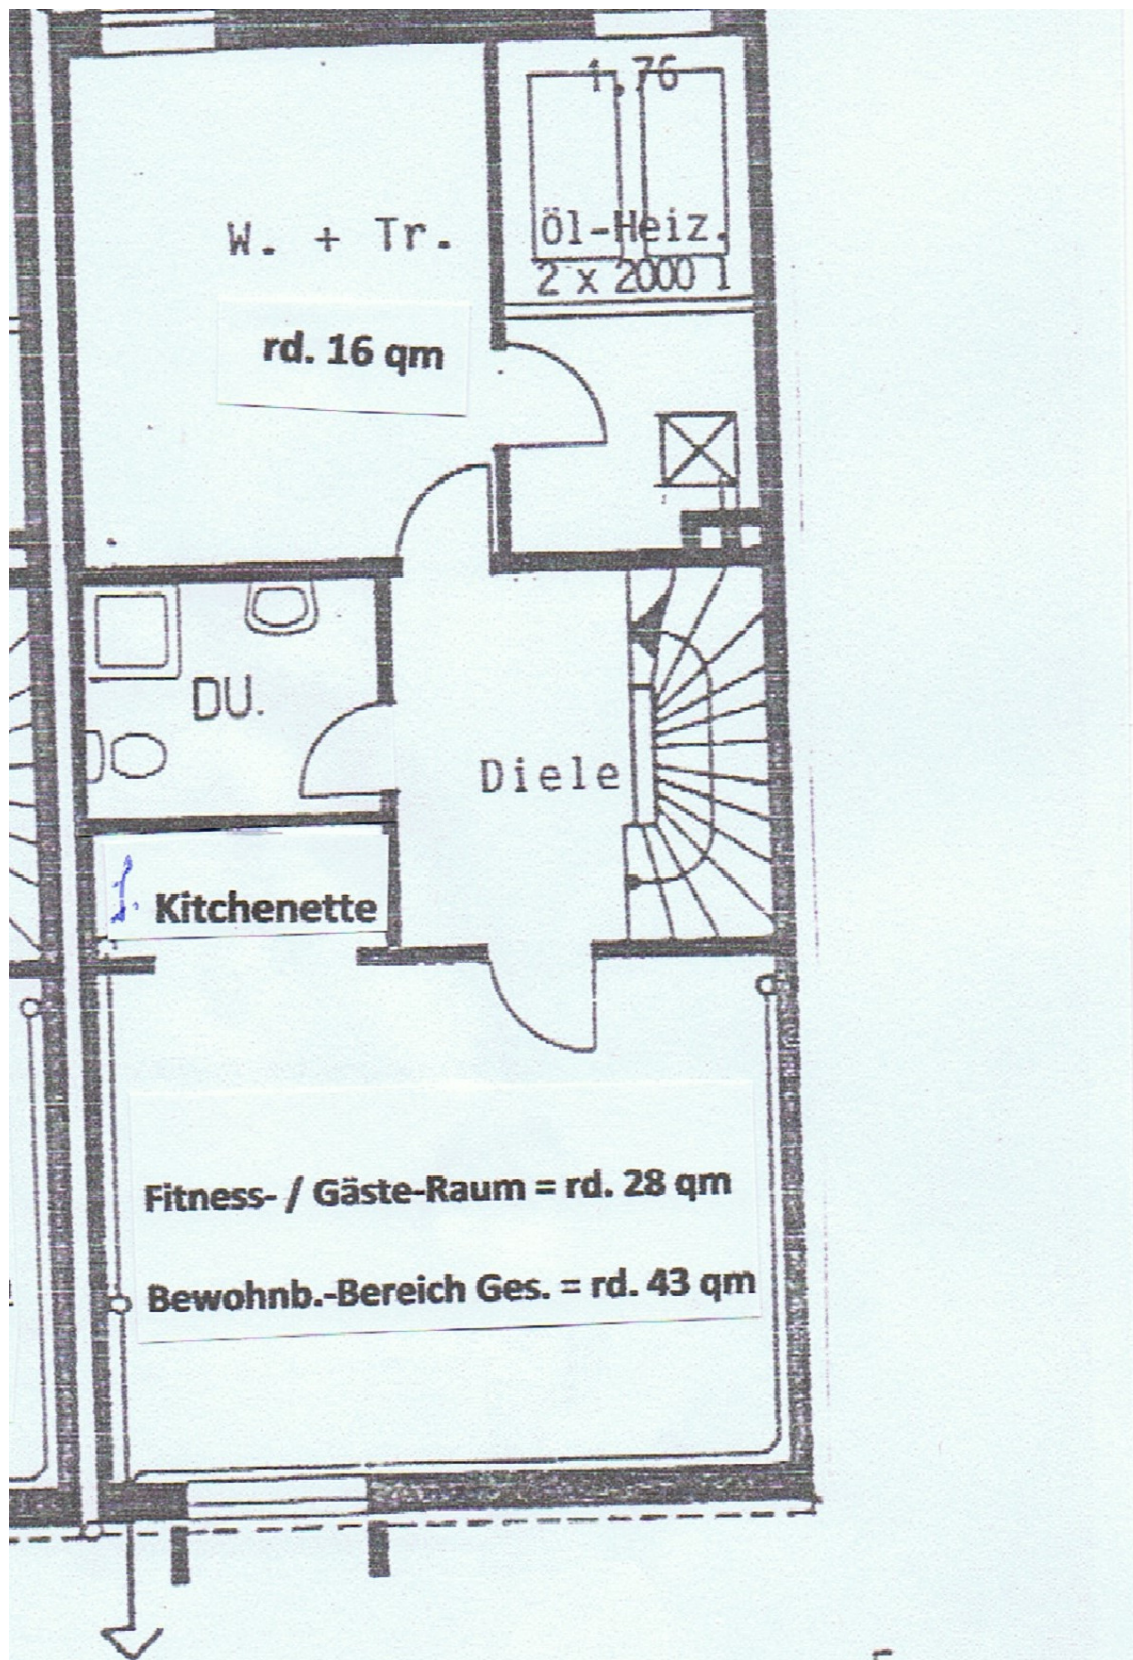 1.76
W. + Tr.
Öl-Heiz.
2 x 2000 l
rd. 16 qm
DU.
Diele
Kitchenette
Fitness- / Gäste-Raum = rd. 28 qm
Bewohnb.-Bereich Ges. = rd. 43 qm